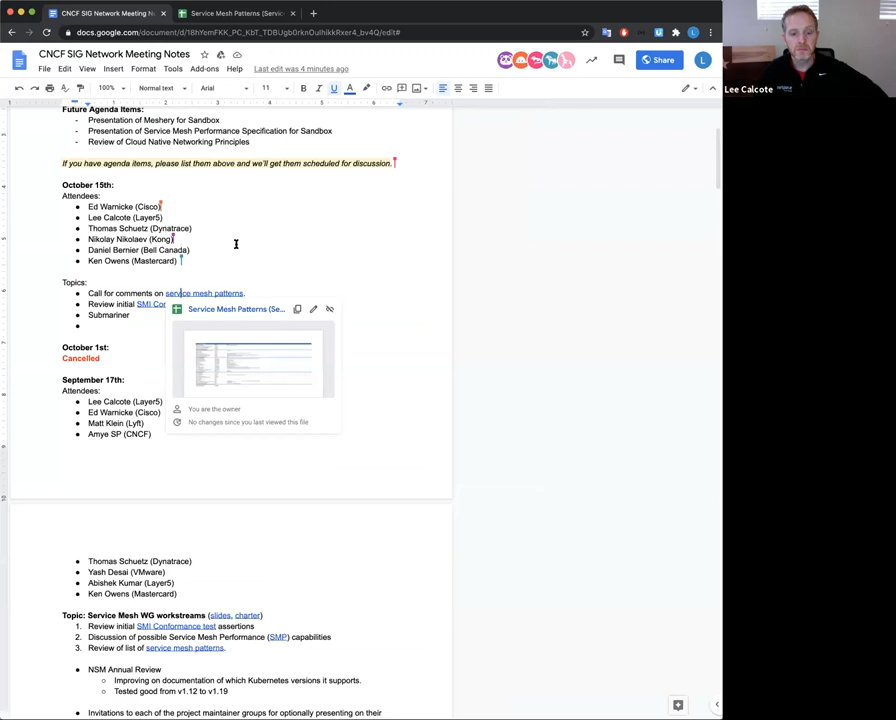 CNCF SIG Network Meeting No
Service Mesh Patterns (Servic
docs.google.com/document/d/18hYemFKK_PC_KbT_TDBUgb0rknOulhikkRxer4_bv4Q/edit#
CNCF SIG Network Meeting Notes
File Edit View Insert Format Tools Add-ons Help Last edit was 4 minutes ago
Share
L
100% Normal text Arial 11 B I U A
Future Agenda Items:
- Presentation of Meshery for Sandbox
- Presentation of Service Mesh Performance Specification for Sandbox
- Review of Cloud Native Networking Principles
If you have agenda items, please list them above and we'll get them scheduled for discussion.
October 15th:
Attendees:
● Ed Warnicke (Cisco)
● Lee Calcote (Layer5)
● Thomas Schuetz (Dynatrace)
● Nikolay Nikolaev (Kong)
● Daniel Bernier (Bell Canada)
● Ken Owens (Mastercard)
Topics:
● Call for comments on service mesh patterns.
● Review initial SMI Con
● Submariner
●
Service Mesh Patterns (Se...
You are the owner
No changes since you last viewed this file
October 1st:
Cancelled
September 17th:
Attendees:
● Lee Calcote (Layer5)
● Ed Warnicke (Cisco)
● Matt Klein (Lyft)
● Amye SP (CNCF)
● Thomas Schuetz (Dynatrace)
● Yash Desai (VMware)
● Abishek Kumar (Layer5)
● Ken Owens (Mastercard)
Topic: Service Mesh WG workstreams (slides, charter)
1. Review initial SMI Conformance test assertions
2. Discussion of possible Service Mesh Performance (SMP) capabilities
3. Review of list of service mesh patterns.
● NSM Annual Review
○ Improving on documentation of which Kubernetes versions it supports.
○ Tested good from v1.12 to v1.19
● Invitations to each of the project maintainer groups for optionally presenting on their
Lee Calcote